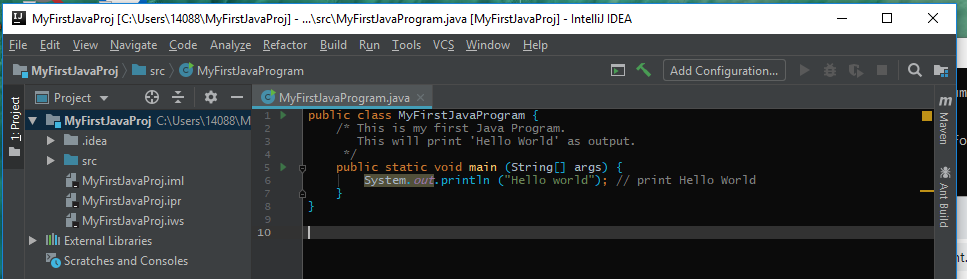 MyFirstJavaProj [C:\Users\14088\MyFirstJavaProj] - ...\src\MyFirstJavaProgram.java [MyFirstJavaProj] - IntelliJ IDEA
File Edit View Navigate Code Analyze Refactor Build Run Tools VCS Window Help
MyFirstJavaProj src MyFirstJavaProgram
Add Configuration...
Project
MyFirstJavaProgram.java
1: Project
MyFirstJavaProj C:\Users\14088\M
.idea
src
MyFirstJavaProj.iml
MyFirstJavaProj.ipr
MyFirstJavaProj.iws
External Libraries
Scratches and Consoles
1 public class MyFirstJavaProgram {
2 /* This is my first Java Program.
3 This will print 'Hello World' as output.
4 */
5 public static void main (String[] args) {
6 System.out.println ("Hello world"); // print Hello World
7 }
8 }
9
10
Maven
Ant Build